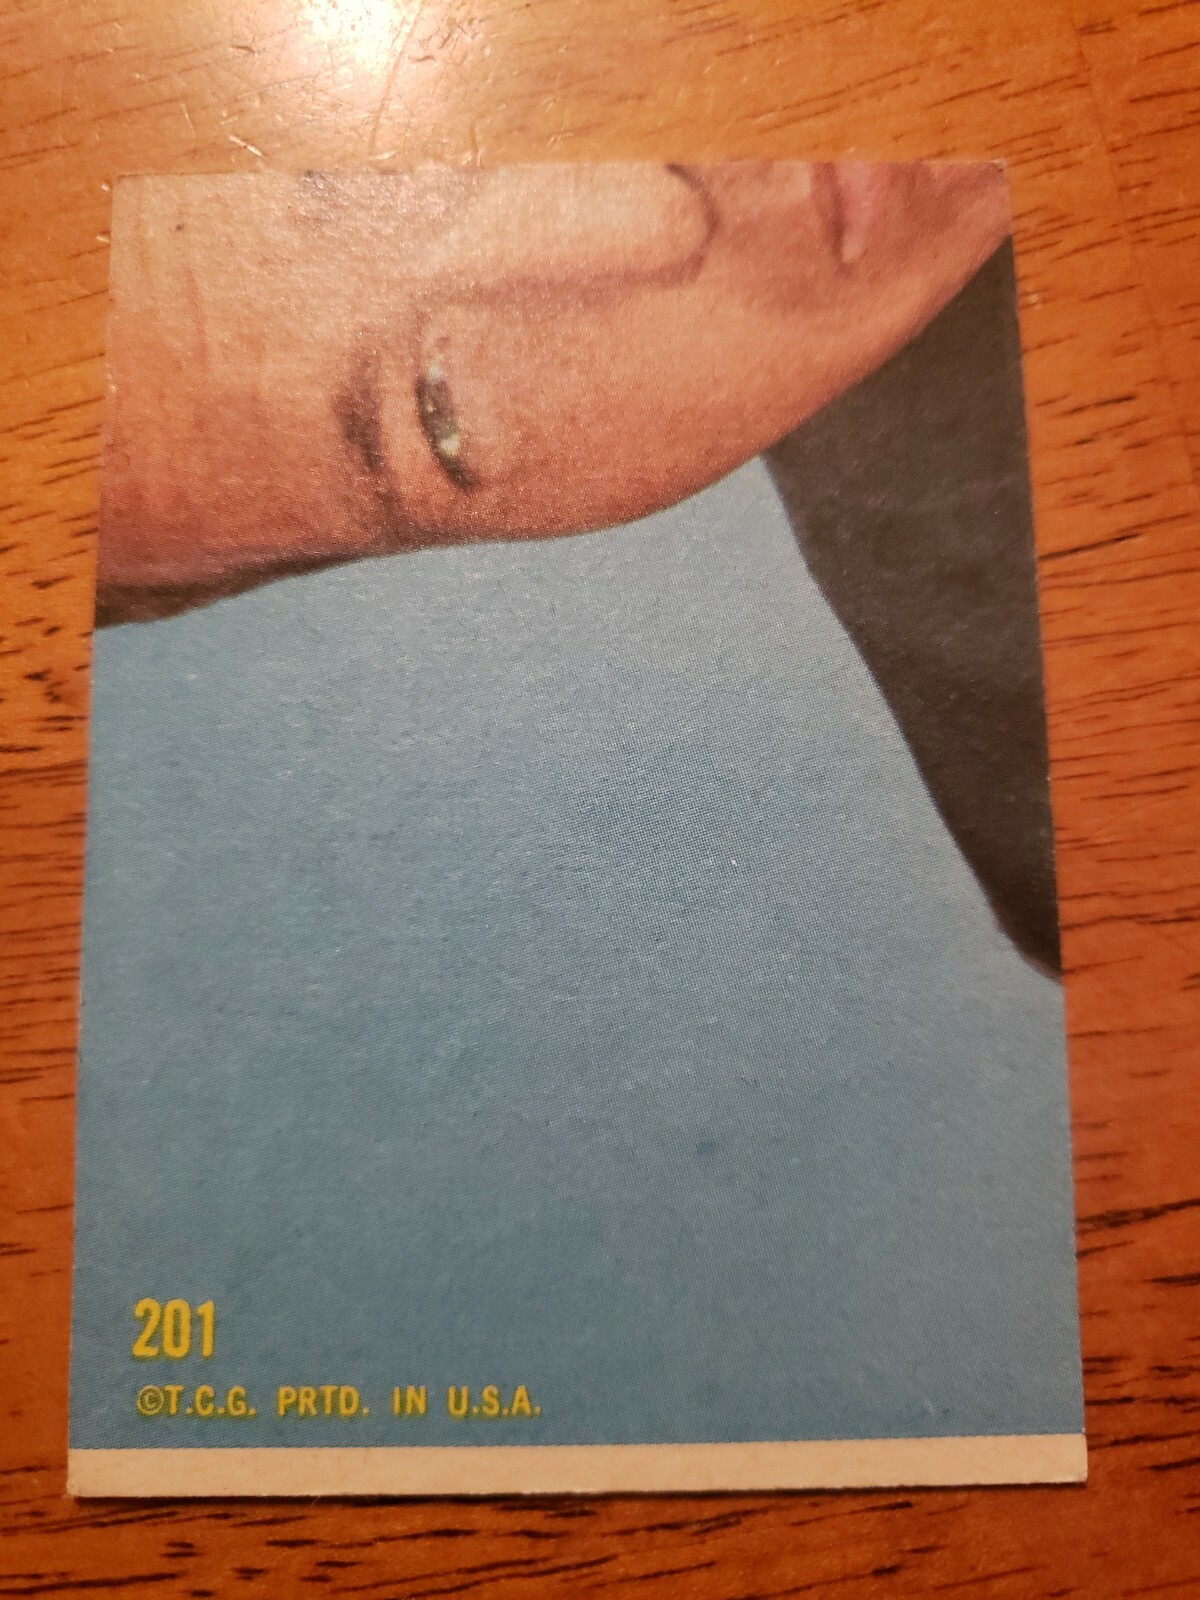 201
©T.C.G. PRTD. IN U.S.A.